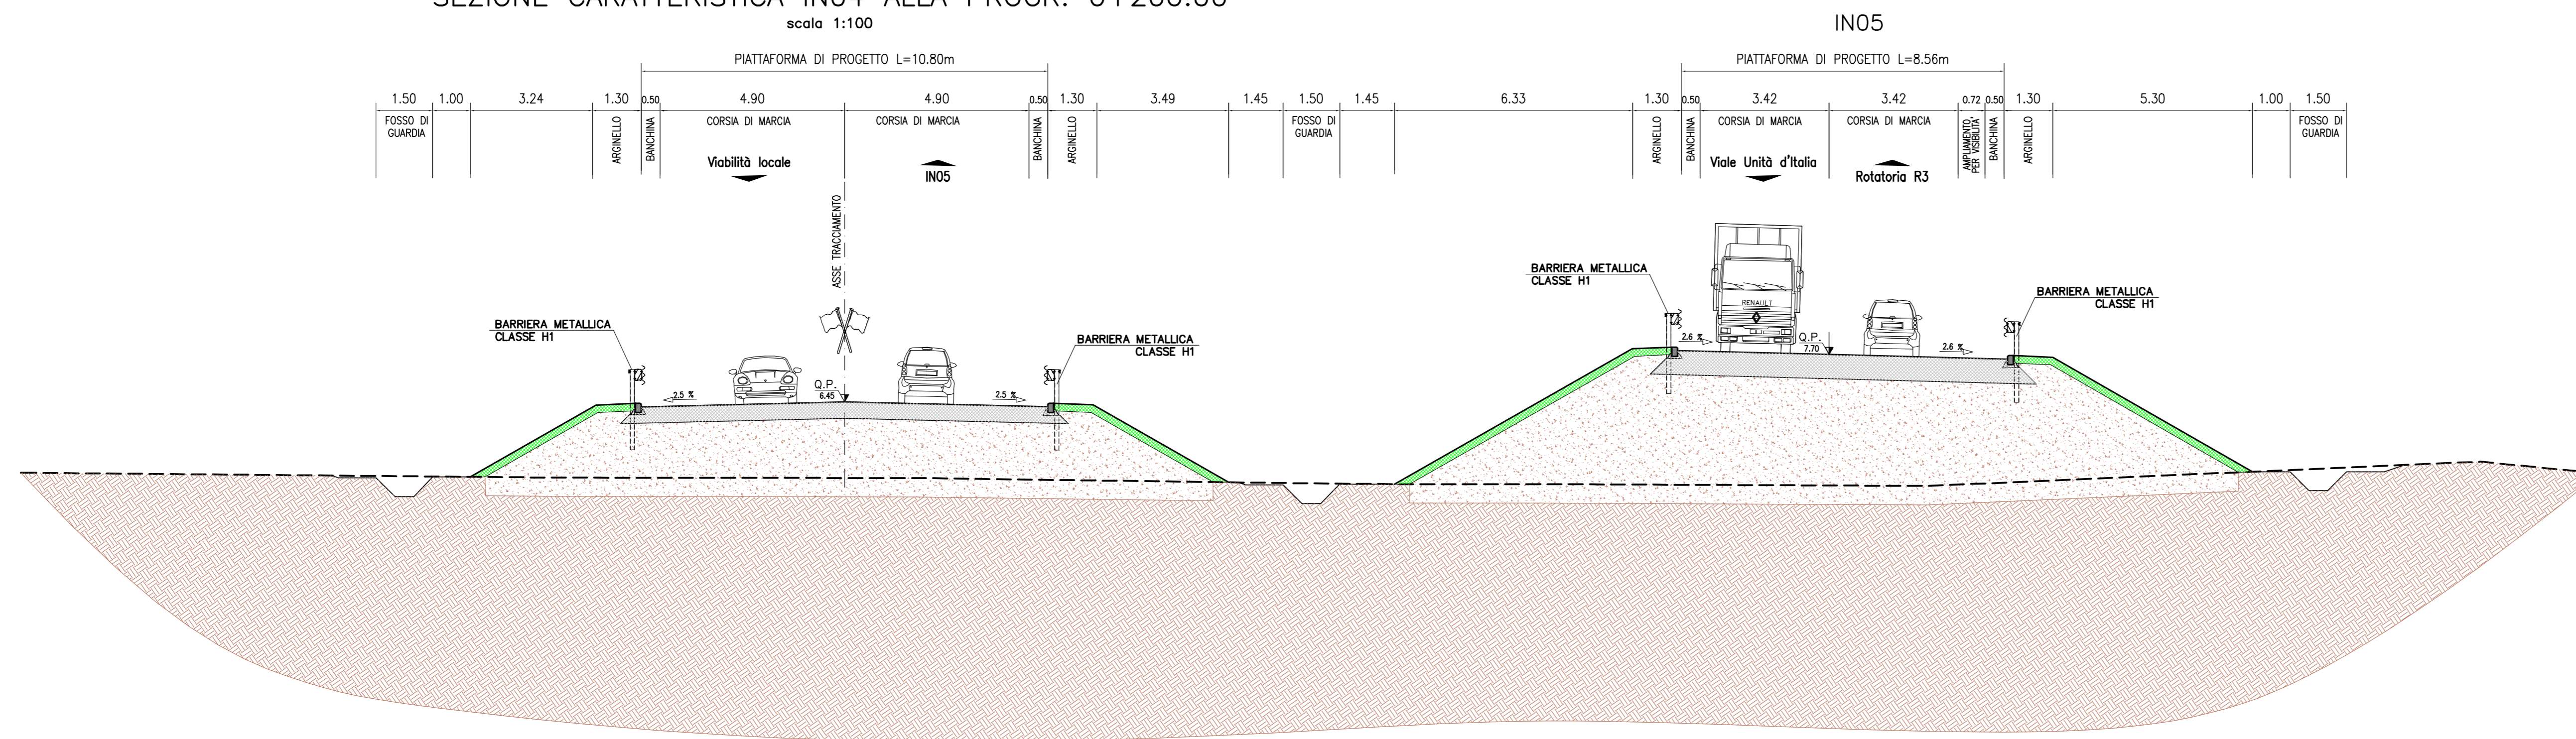 scala 1:100
IN05
PIATTAFORMA DI PROGETTO L=10.80m
PIATTAFORMA DI PROGETTO L=8.56m
1.50 1.00 3.24 1.30 0.50 4.90 4.90 0.50 1.30 3.49 1.45 1.50 1.45 6.33 1.30 0.50 3.42 3.42 0.72 0.50 1.30 5.30 1.00 1.50
FOSSO DI
GUARDIA
ARGINELLO
BANCHINA
CORSIA DI MARCIA
Viabilità locale
CORSIA DI MARCIA
IN05
BANCHINA
ARGINELLO
FOSSO DI
GUARDIA
ARGINELLO
BANCHINA
CORSIA DI MARCIA
Viale Unità d'Italia
CORSIA DI MARCIA
Rotatoria R3
AMPLIAMENTO
PER VISIBILITA'
BANCHINA
ARGINELLO
FOSSO DI
GUARDIA
ASSE TRACCIAMENTO
BARRIERA METALLICA
CLASSE H1
2.5 %
Q.P.
6.45
2.5 %
BARRIERA METALLICA
CLASSE H1
BARRIERA METALLICA
CLASSE H1
2.6 %
RENAULT
Q.P.
7.70
2.6 %
BARRIERA METALLICA
CLASSE H1